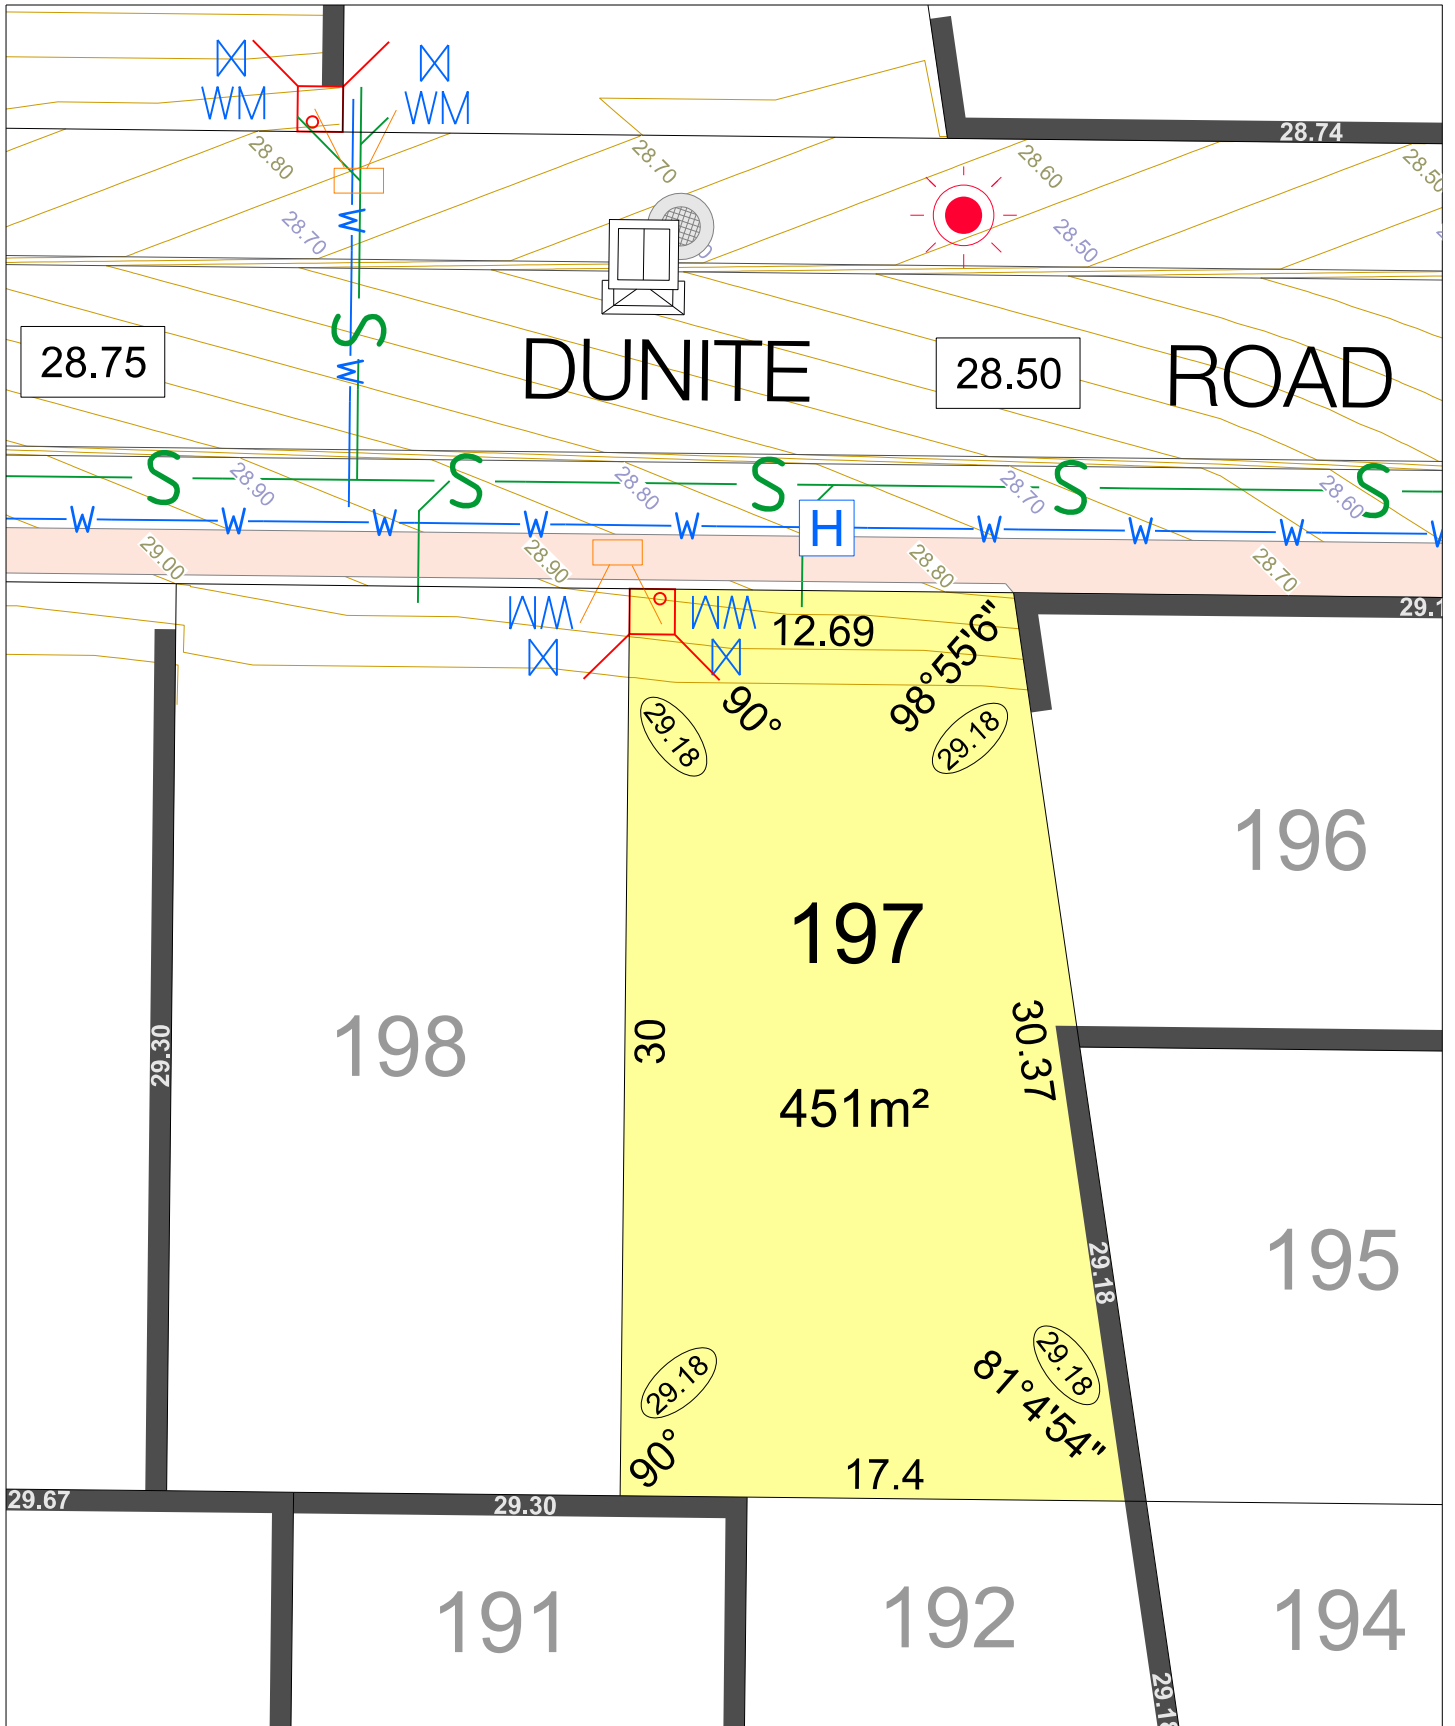 WM
WM
28.74
28.80
28.70
28.60
28.50
28.70
28.50
W
S
W
28.75
DUNITE
28.50
ROAD
S
S
S
S
S
28.90
28.80
28.70
28.60
W
W
W
W
W
H
W
W
W
29.00
28.90
28.80
28.70
WM
WM
12.69
98°55'6"
90°
29.18
29.18
196
197
198
30
30.37
29.30
451m²
195
29.18
29.18
29.18
81°4'54"
90°
17.4
29.67
29.30
191
192
194